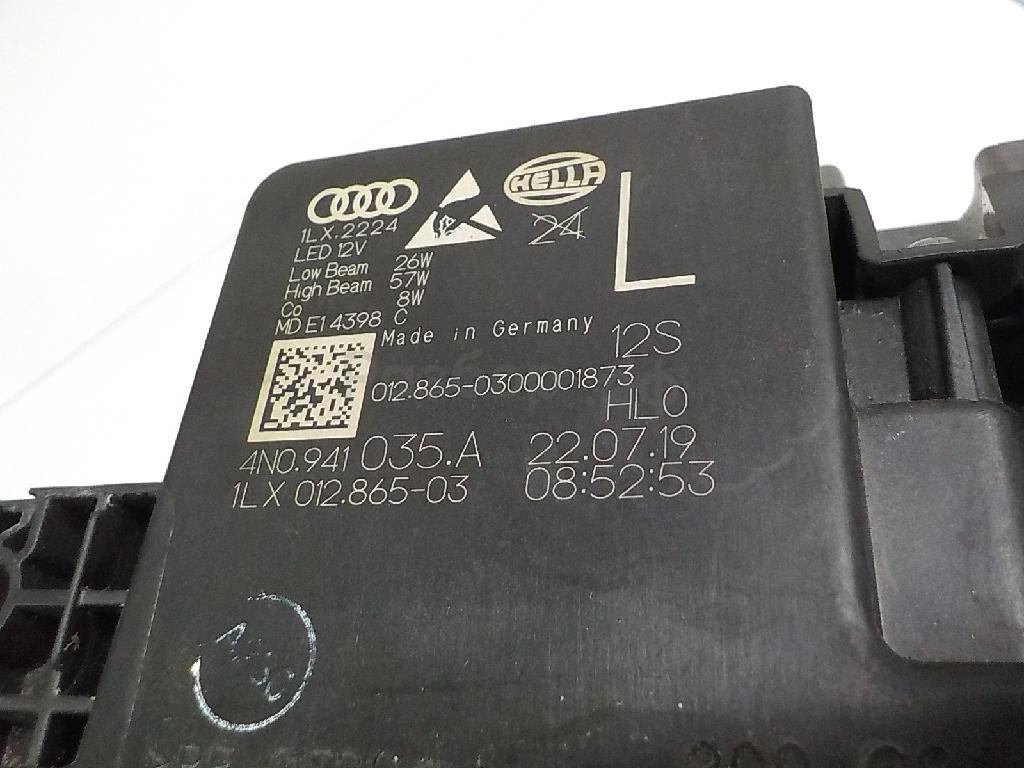 HELLA
1LX.2224
24
L
LED 12V
Low Beam 26W
High Beam 57W
Co 8W
MD E1 4398 C
Made in Germany
12S
012.865-0300001873
HL0
4N0.941 035.A 22.07.19
1LX 012.865-03 08:52:53